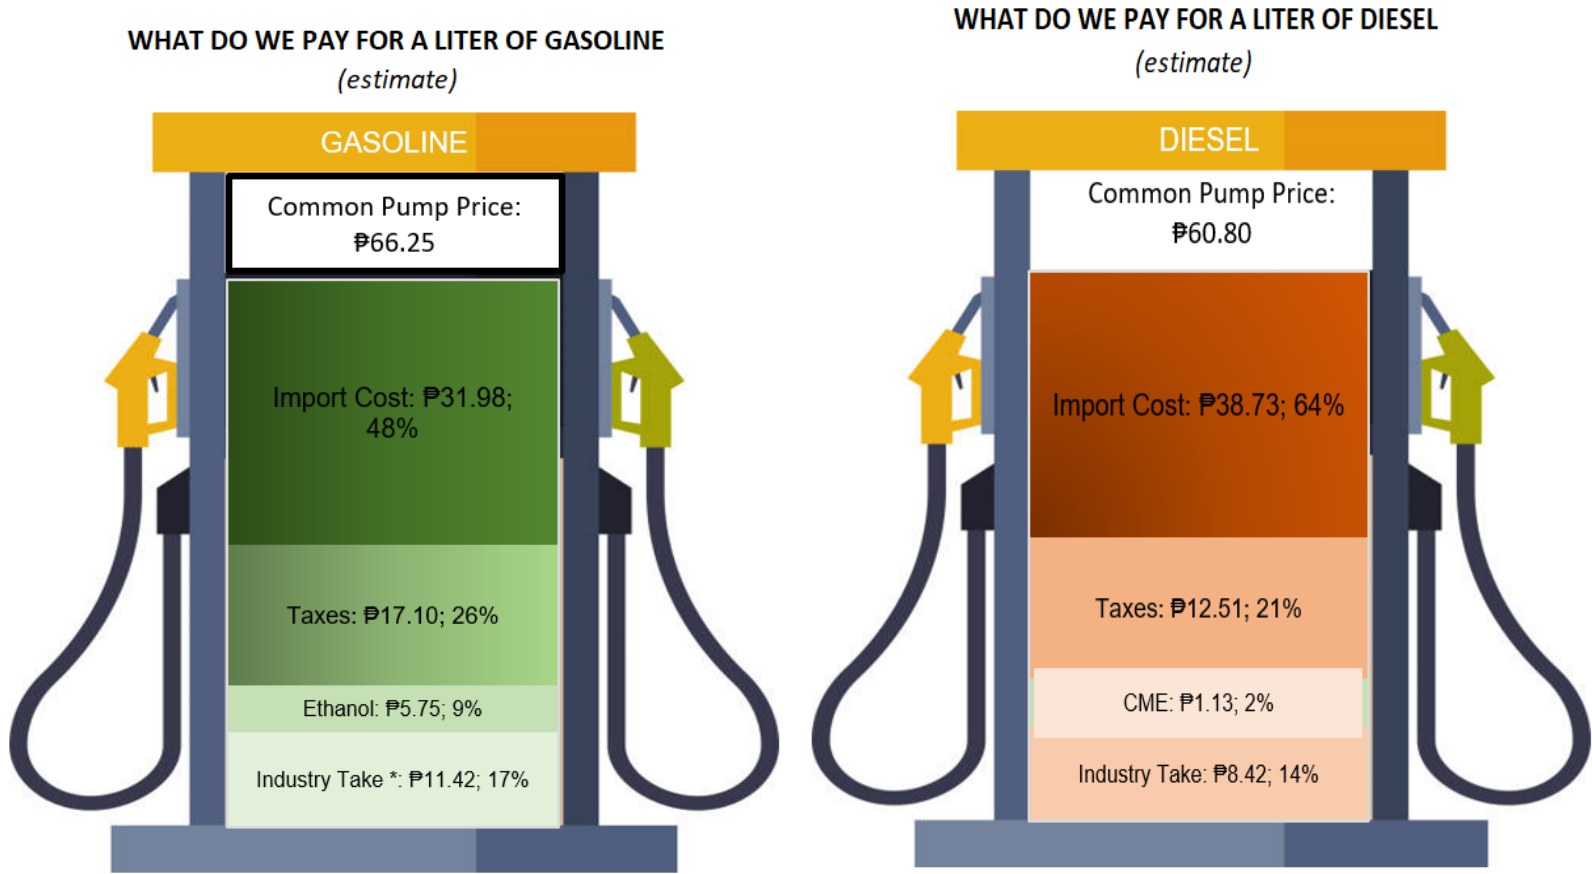 WHAT DO WE PAY FOR A LITER OF GASOLINE
(estimate)
GASOLINE
Common Pump Price:
₱66.25
Import Cost: ₱31.98;
48%
Taxes: ₱17.10; 26%
Ethanol: ₱5.75; 9%
Industry Take *: ₱11.42; 17%
WHAT DO WE PAY FOR A LITER OF DIESEL
(estimate)
DIESEL
Common Pump Price:
₱60.80
Import Cost: ₱38.73; 64%
Taxes: ₱12.51; 21%
CME: ₱1.13; 2%
Industry Take: ₱8.42; 14%